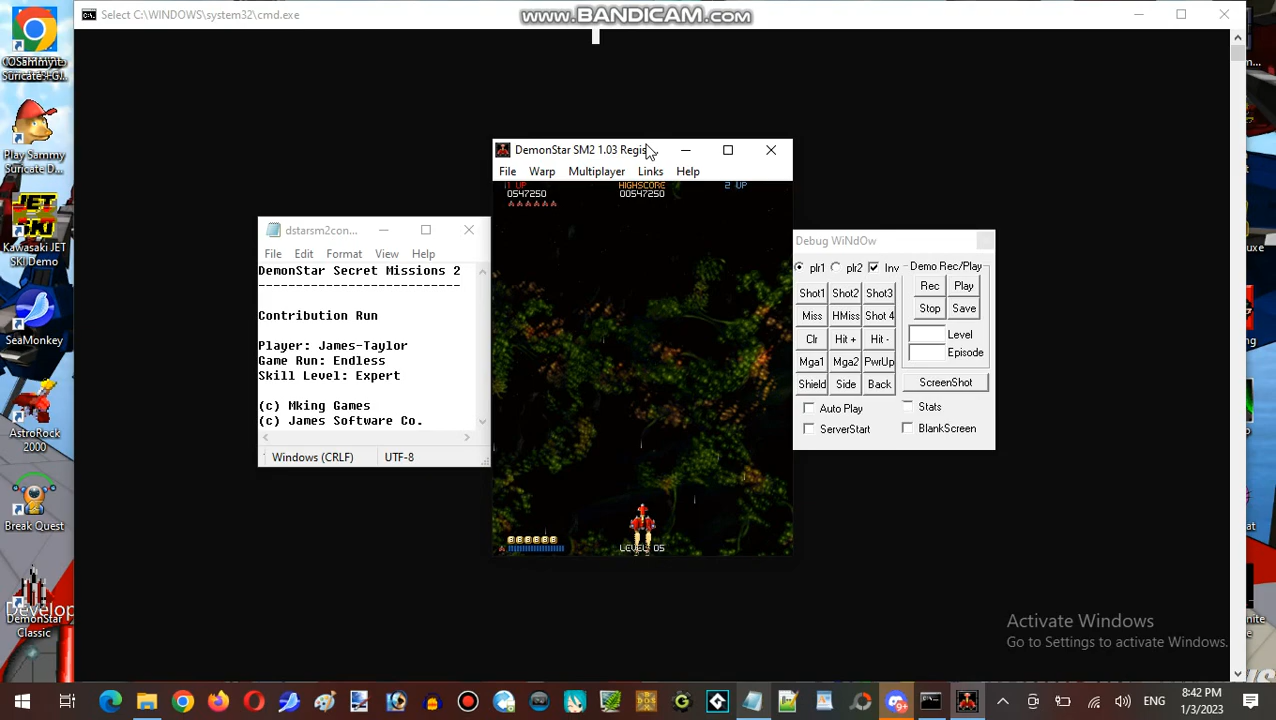 Select C:\WINDOWS\system32\cmd.exe
www.BANDICAM.com
Play Sammy
Suricate D...
JET
SKI
Kawasaki JET
SKI Demo
SeaMonkey
AstroRock
2000
Break Quest
Develop
DemonStar
Classic
dstarsm2con...
File Edit Format View Help
DemonStar Secret Missions 2
---------------------------
Contribution Run
Player: James-Taylor
Game Run: Endless
Skill Level: Expert
(c) Mking Games
(c) James Software Co.
Windows (CRLF) UTF-8
DemonStar SM2 1.03 Regis
File Warp Multiplayer Links Help
1 UP HIGHSCORE 2 UP
0547250 00547250
LEVEL 05
Debug WiNdOw
plr1 plr2 Inv Demo Rec/Play
Shot1 Shot2 Shot3 Rec Play
Miss HMiss Shot 4 Stop Save
Clr Hit + Hit - Level
Mga1 Mga2 PwrUp Episode
Shield Side Back ScreenShot
Auto Play Stats
ServerStart BlankScreen
Activate Windows
Go to Settings to activate Windows.
ENG
8:42 PM
1/3/2023